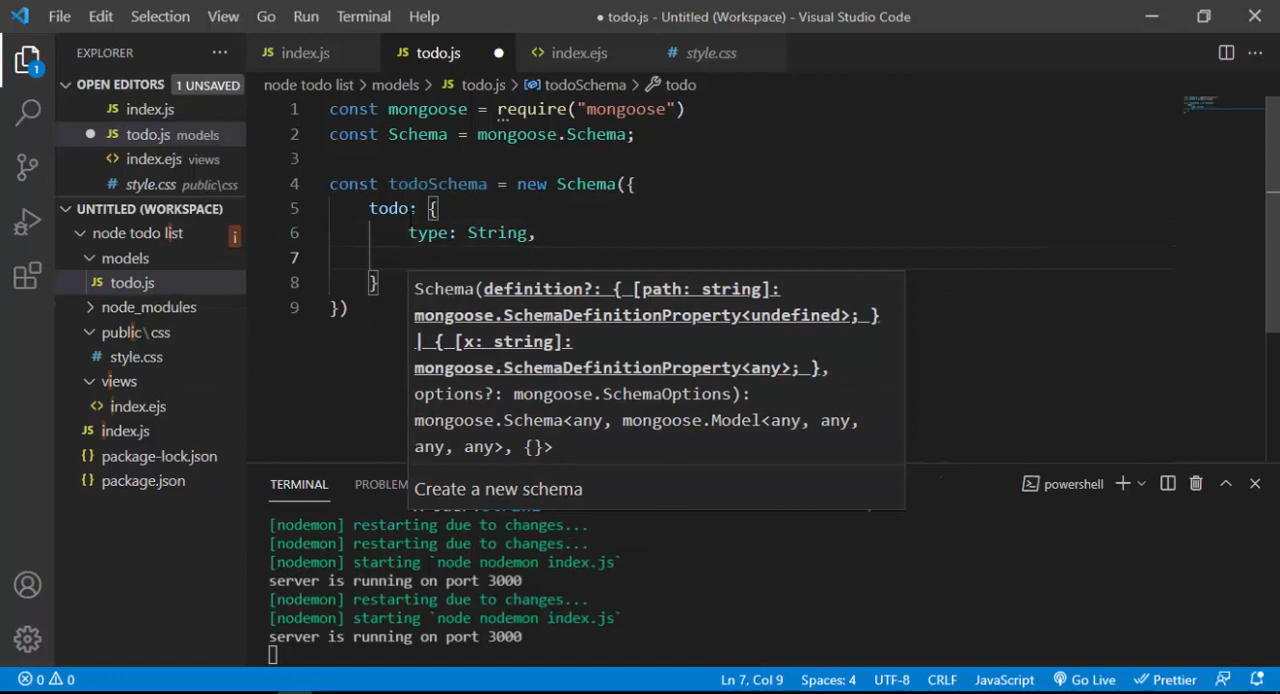 File Edit Selection View Go Run Terminal Help ● todo.js - Untitled (Workspace) - Visual Studio Code
EXPLORER ...
JS index.js JS todo.js ● <> index.ejs # style.css ...
OPEN EDITORS 1 UNSAVED
JS index.js
● JS todo.js models
<> index.ejs views
# style.css public\css
UNTITLED (WORKSPACE)
node todo list
models
JS todo.js
node_modules
public\css
# style.css
views
<> index.ejs
JS index.js
{} package-lock.json
{} package.json
1
node todo list > models > JS todo.js > todoSchema > todo
1 const mongoose = require("mongoose")
2 const Schema = mongoose.Schema;
3
4 const todoSchema = new Schema({
5 todo: {
6 type: String,
7
8 }
9 })
Schema(definition?: { [path: string]:
mongoose.SchemaDefinitionProperty<undefined>; }
| { [x: string]:
mongoose.SchemaDefinitionProperty<any>; },
options?: mongoose.SchemaOptions):
mongoose.Schema<any, mongoose.Model<any, any,
any, any>, {}>
Create a new schema
TERMINAL PROBLEM powershell
[nodemon] restarting due to changes...
[nodemon] restarting due to changes...
[nodemon] starting `node nodemon index.js`
server is running on port 3000
[nodemon] restarting due to changes...
[nodemon] starting `node nodemon index.js`
server is running on port 3000
0 0 Ln 7, Col 9 Spaces: 4 UTF-8 CRLF JavaScript Go Live Prettier